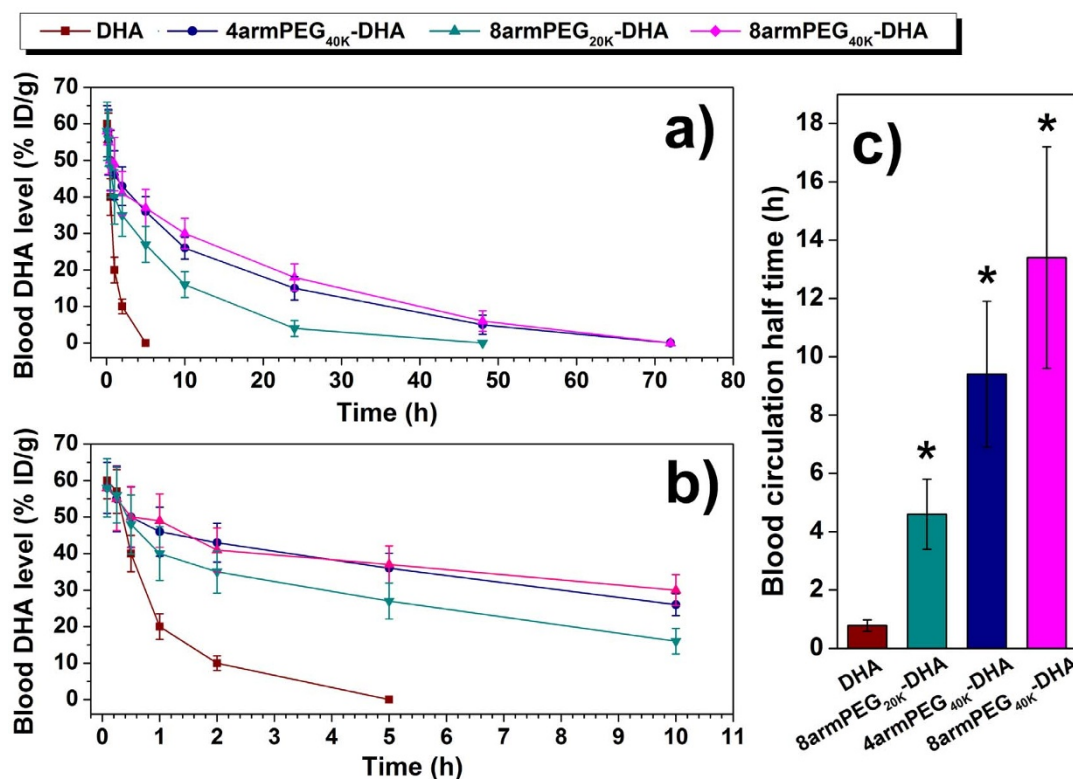 DHA 4armPEG40K-DHA 8armPEG20K-DHA 8armPEG40K-DHA
a)
Blood DHA level (% ID/g)
70
60
50
40
30
20
10
0
0 10 20 30 40 50 60 70 80
Time (h)
b)
Blood DHA level (% ID/g)
70
60
50
40
30
20
10
0
0 1 2 3 4 5 6 7 8 9 10 11
Time (h)
c)
Blood circulation half time (h)
18
16
14
12
10
8
6
4
2
0
* * *
DHA
8armPEG20K-DHA
4armPEG40K-DHA
8armPEG40K-DHA